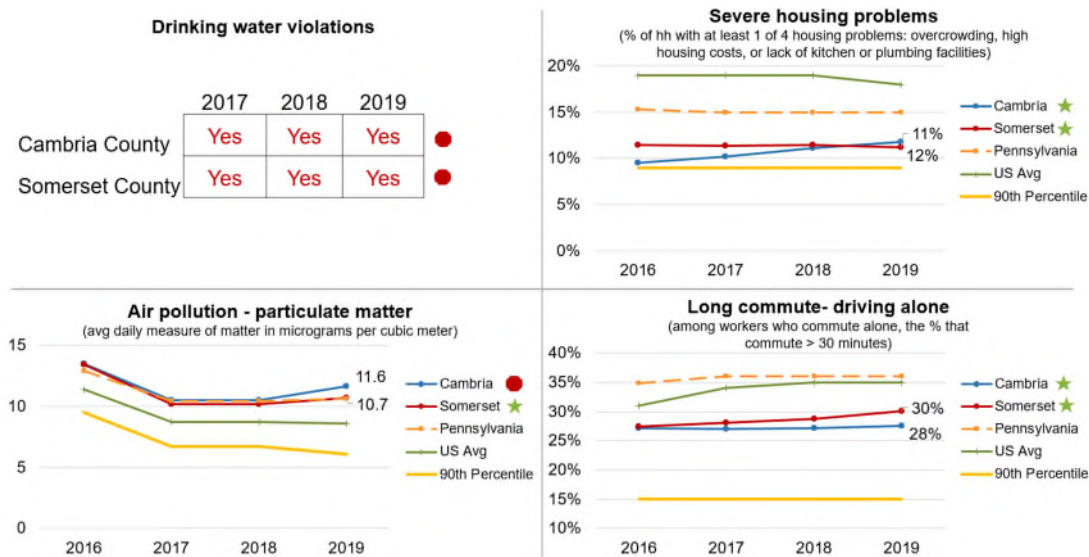 Drinking water violations
2017 2018 2019
Cambria County Yes Yes Yes
Somerset County Yes Yes Yes
Severe housing problems
(% of hh with at least 1 of 4 housing problems: overcrowding, high
housing costs, or lack of kitchen or plumbing facilities)
20%
15%
10%
5%
0%
11%
12%
2016 2017 2018 2019
Cambria
Somerset
Pennsylvania
US Avg
90th Percentile
Air pollution - particulate matter
(avg daily measure of matter in micrograms per cubic meter)
15
10
5
0
11.6
10.7
2016 2017 2018 2019
Cambria
Somerset
Pennsylvania
US Avg
90th Percentile
Long commute- driving alone
(among workers who commute alone, the % that
commute > 30 minutes)
40%
35%
30%
25%
20%
15%
10%
30%
28%
2016 2017 2018 2019
Cambria
Somerset
Pennsylvania
US Avg
90th Percentile